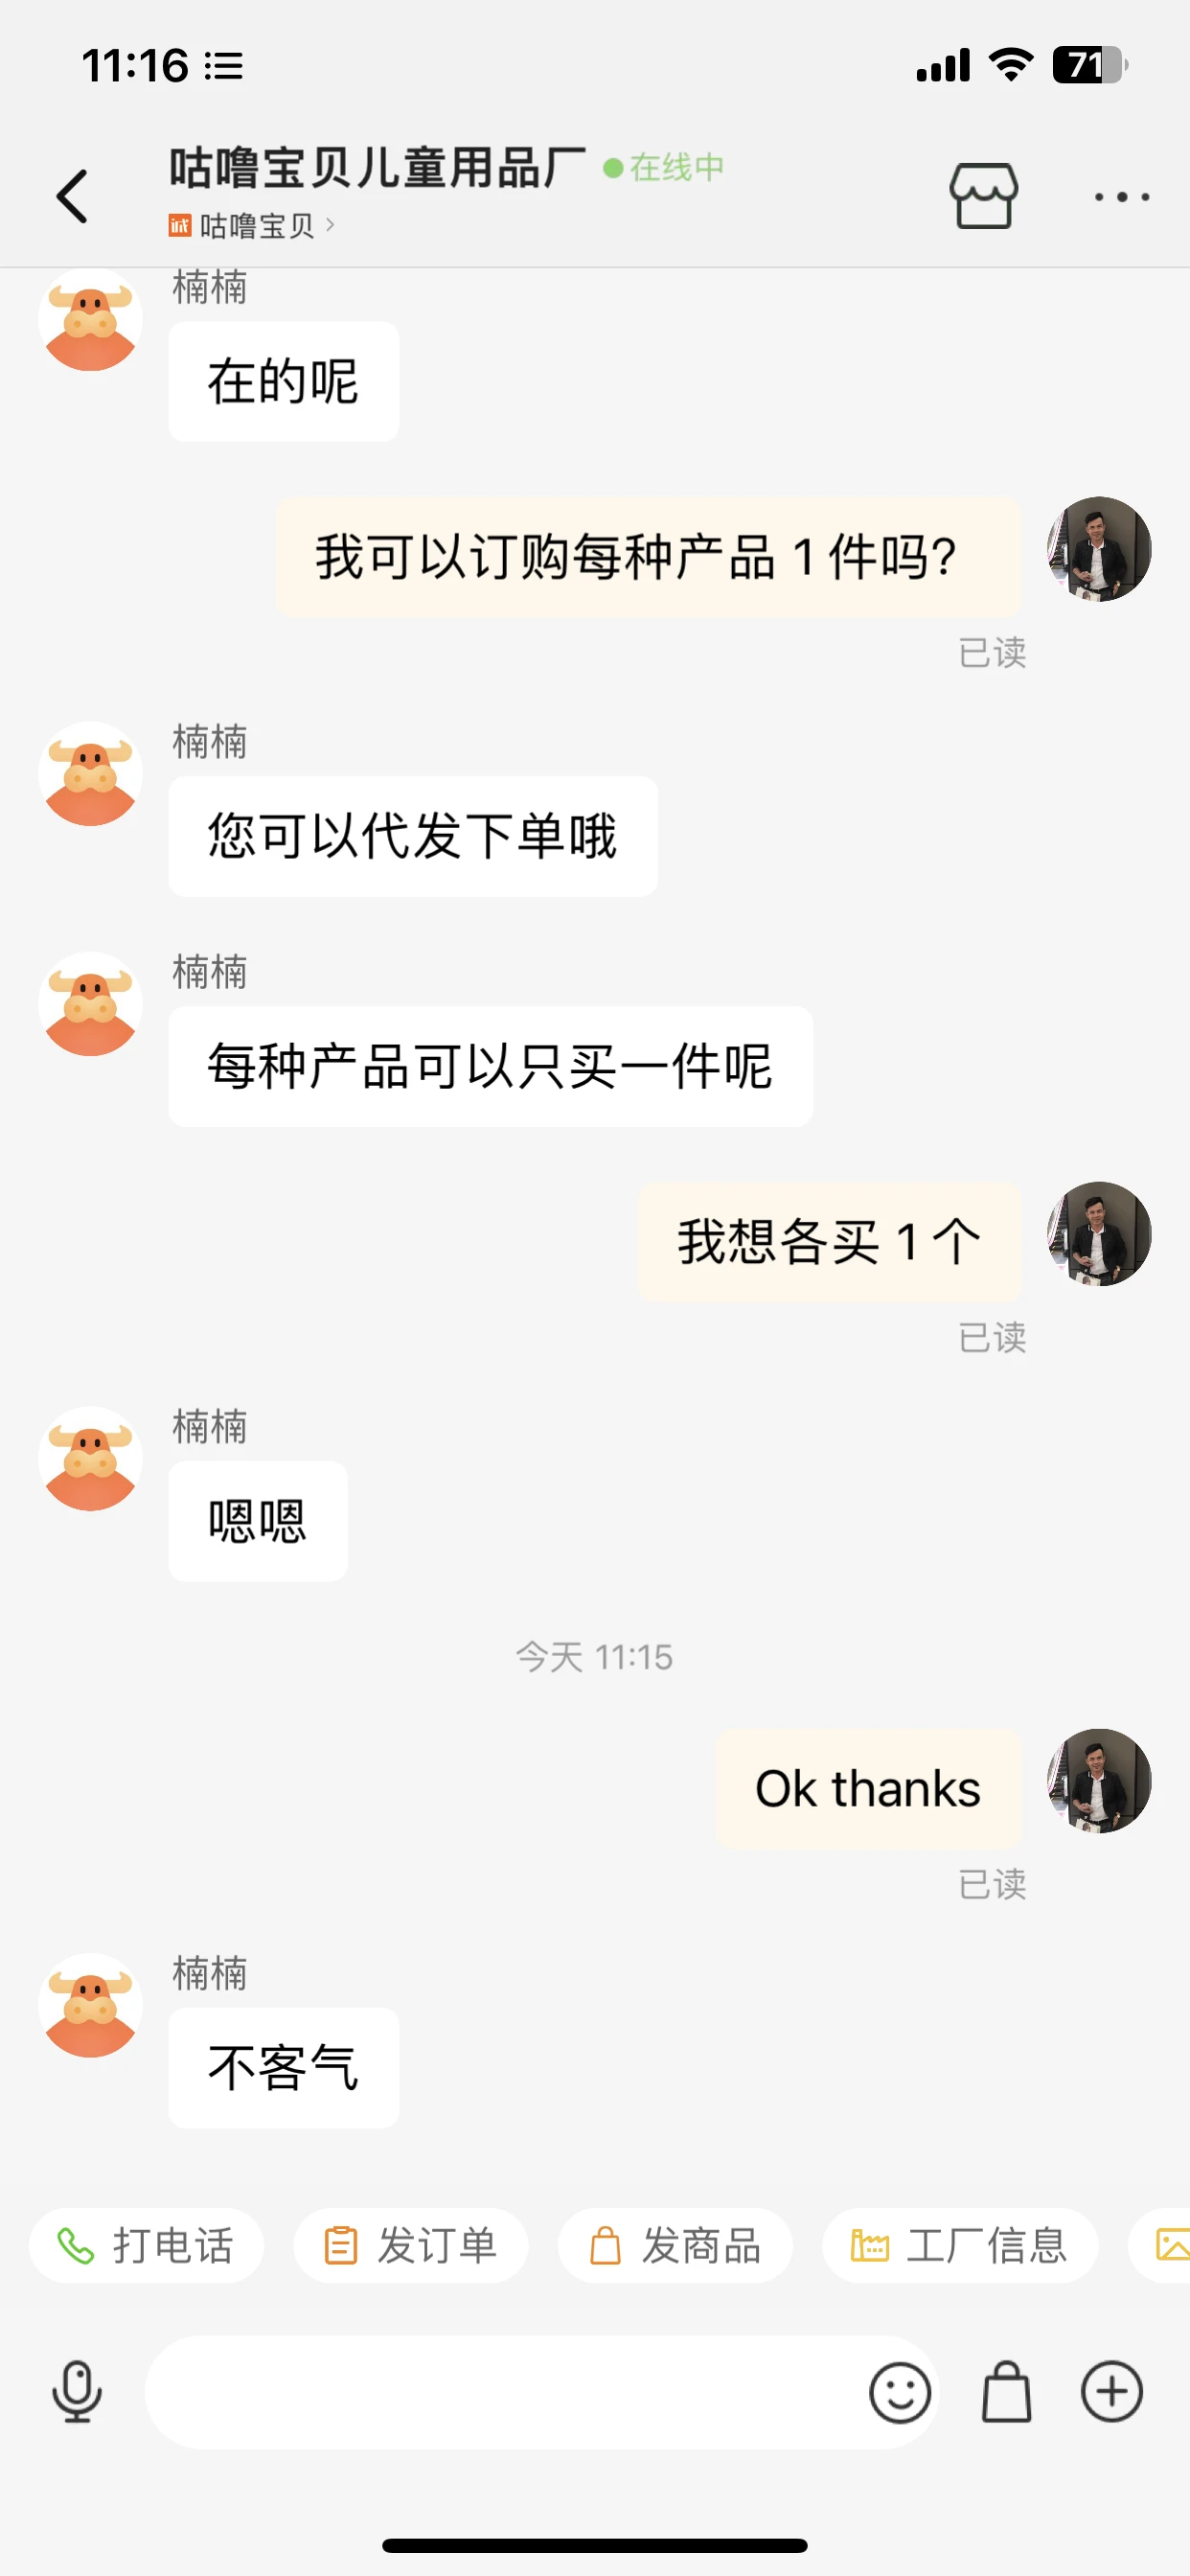 11:16
71
咕噜宝贝儿童用品厂 在线中
诚 咕噜宝贝
楠楠
在的呢
我可以订购每种产品 1 件吗?
已读
楠楠
您可以代发下单哦
楠楠
每种产品可以只买一件呢
我想各买 1 个
已读
楠楠
嗯嗯
今天 11:15
Ok thanks
已读
楠楠
不客气
打电话 发订单 发商品 工厂信息